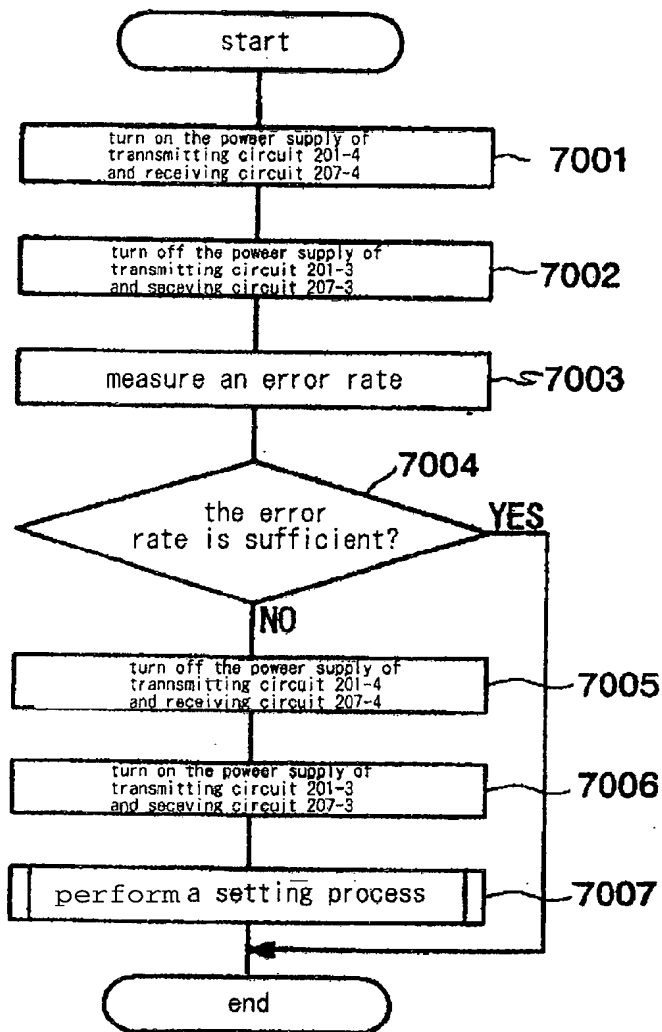 start
turn on the poweer supply of
trannsmitting circuit 201-4
and receiving circuit 207-4
7001
turn off the poweer supply of
transmitting circuit 201-3
and seceving circuit 207-3
7002
measure an error rate
7003
7004
the error
rate is sufficient?
YES
NO
turn off the poweer supply of
trannsmitting circuit 201-4
and receiving circuit 207-4
7005
turn on the poweer supply of
transmitting circuit 201-3
and seceving circuit 207-3
7006
perform a setting process
7007
end